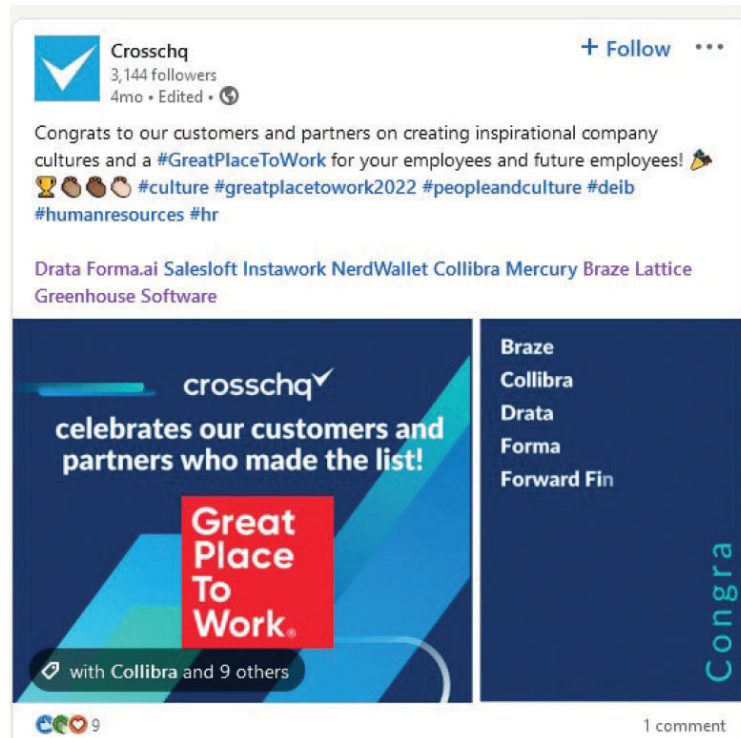 Crosschq
+ Follow •••
3,144 followers
4mo • Edited •
Congrats to our customers and partners on creating inspirational company
cultures and a #GreatPlaceToWork for your employees and future employees!
#culture #greatplacetowork2022 #peopleandculture #deib
#humanresources #hr
Drata Forma.ai Salesloft Instawork NerdWallet Collibra Mercury Braze Lattice
Greenhouse Software
crosschq
celebrates our customers and
partners who made the list!
Great
Place
To
Work®
with Collibra and 9 others
Braze
Collibra
Drata
Forma
Forward Fin
Congra
9
1 comment